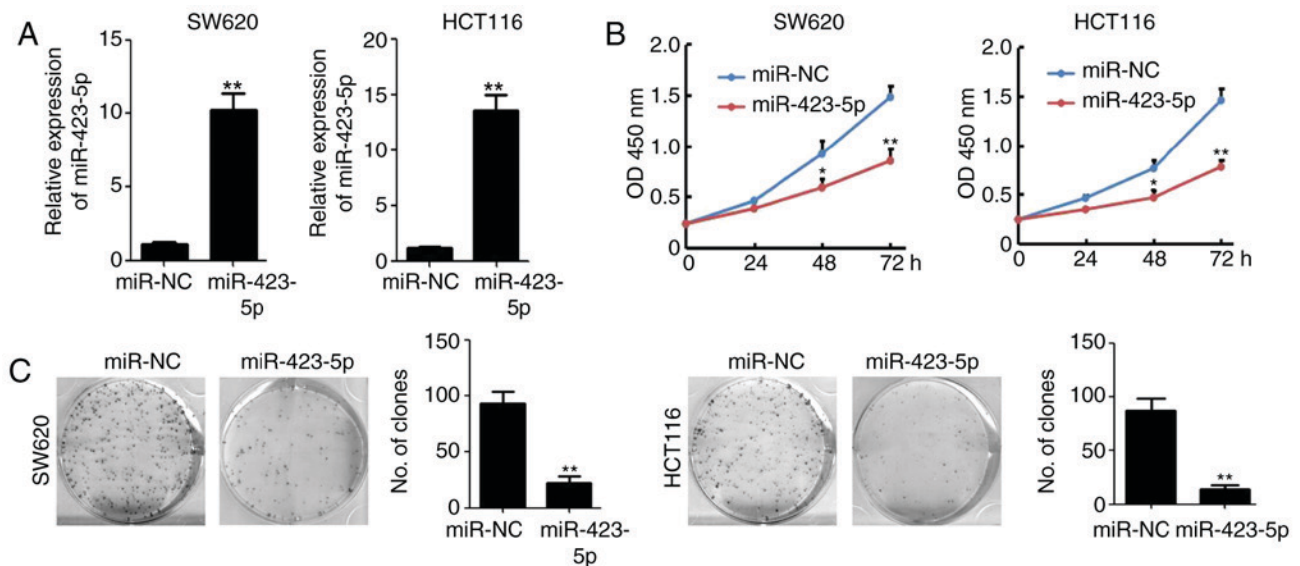 A
SW620
Relative expression
of miR-423-5p
15
10
5
0
**
miR-NC
miR-423-
5p
HCT116
Relative expression
of miR-423-5p
20
15
10
5
0
**
miR-NC
miR-423-
5p
B
SW620
OD 450 nm
2.0
1.5
1.0
0.5
0
miR-NC
miR-423-5p
*
**
0 24 48 72 h
HCT116
OD 450 nm
2.0
1.5
1.0
0.5
0
miR-NC
miR-423-5p
*
**
0 24 48 72 h
C
SW620
miR-NC
miR-423-5p
No. of clones
150
100
50
0
**
miR-NC
miR-423-
5p
HCT116
miR-NC
miR-423-5p
No. of clones
150
100
50
0
**
miR-NC miR-423-5p